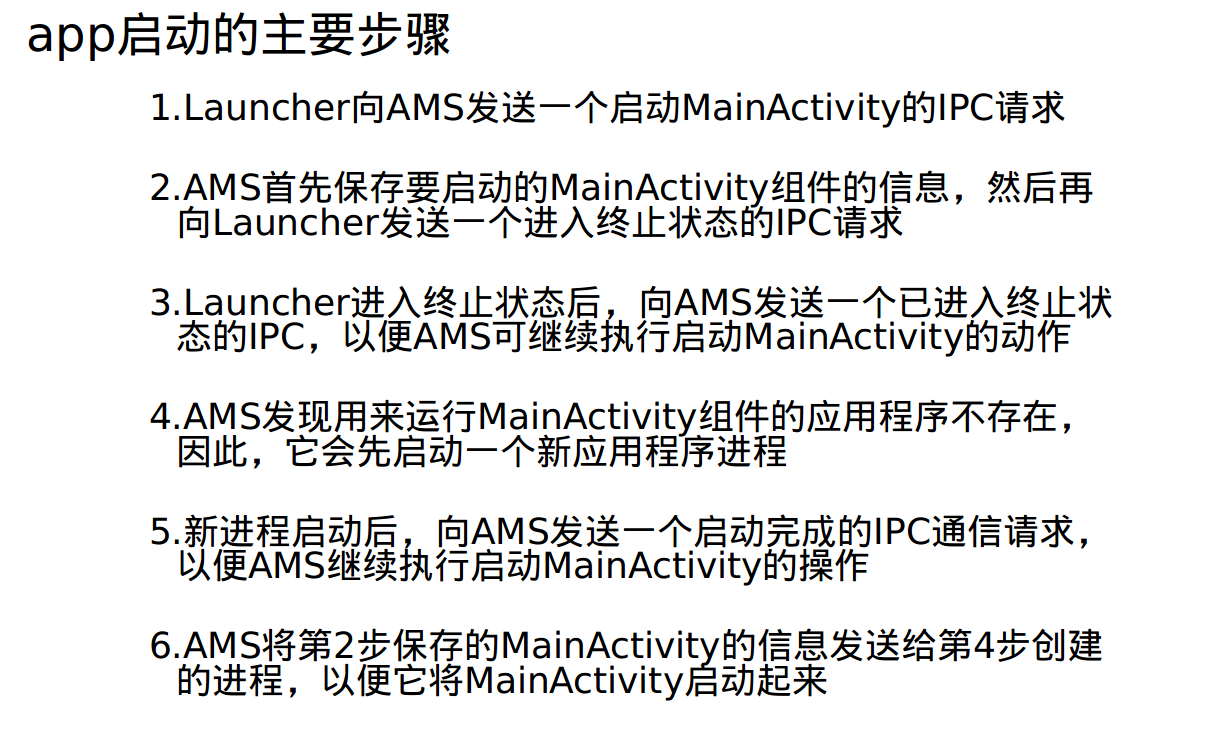 app启动的主要步骤
1.Launcher向AMS发送一个启动MainActivity的IPC请求
2.AMS首先保存要启动的MainActivity组件的信息，然后再
向Launcher发送一个进入终止状态的IPC请求
3.Launcher进入终止状态后，向AMS发送一个已进入终止状
态的IPC，以便AMS可继续执行启动MainActivity的动作
4.AMS发现用来运行MainActivity组件的应用程序不存在，
因此，它会先启动一个新应用程序进程
5.新进程启动后，向AMS发送一个启动完成的IPC通信请求，
以便AMS继续执行启动MainActivity的操作
6.AMS将第2步保存的MainActivity的信息发送给第4步创建
的进程，以便它将MainActivity启动起来